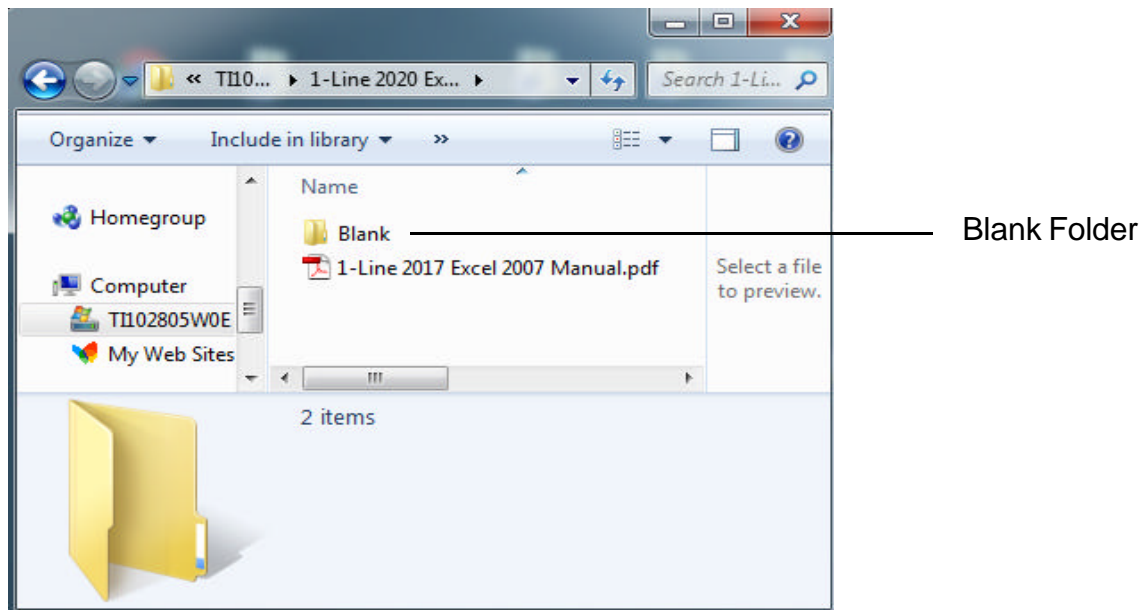 « TI10... ▸ 1-Line 2020 Ex... ▸
Search 1-Li...
Organize Include in library »
Name
Homegroup
Blank
Blank Folder
1-Line 2017 Excel 2007 Manual.pdf
Select a file
to preview.
Computer
TI102805W0E
My Web Sites
2 items